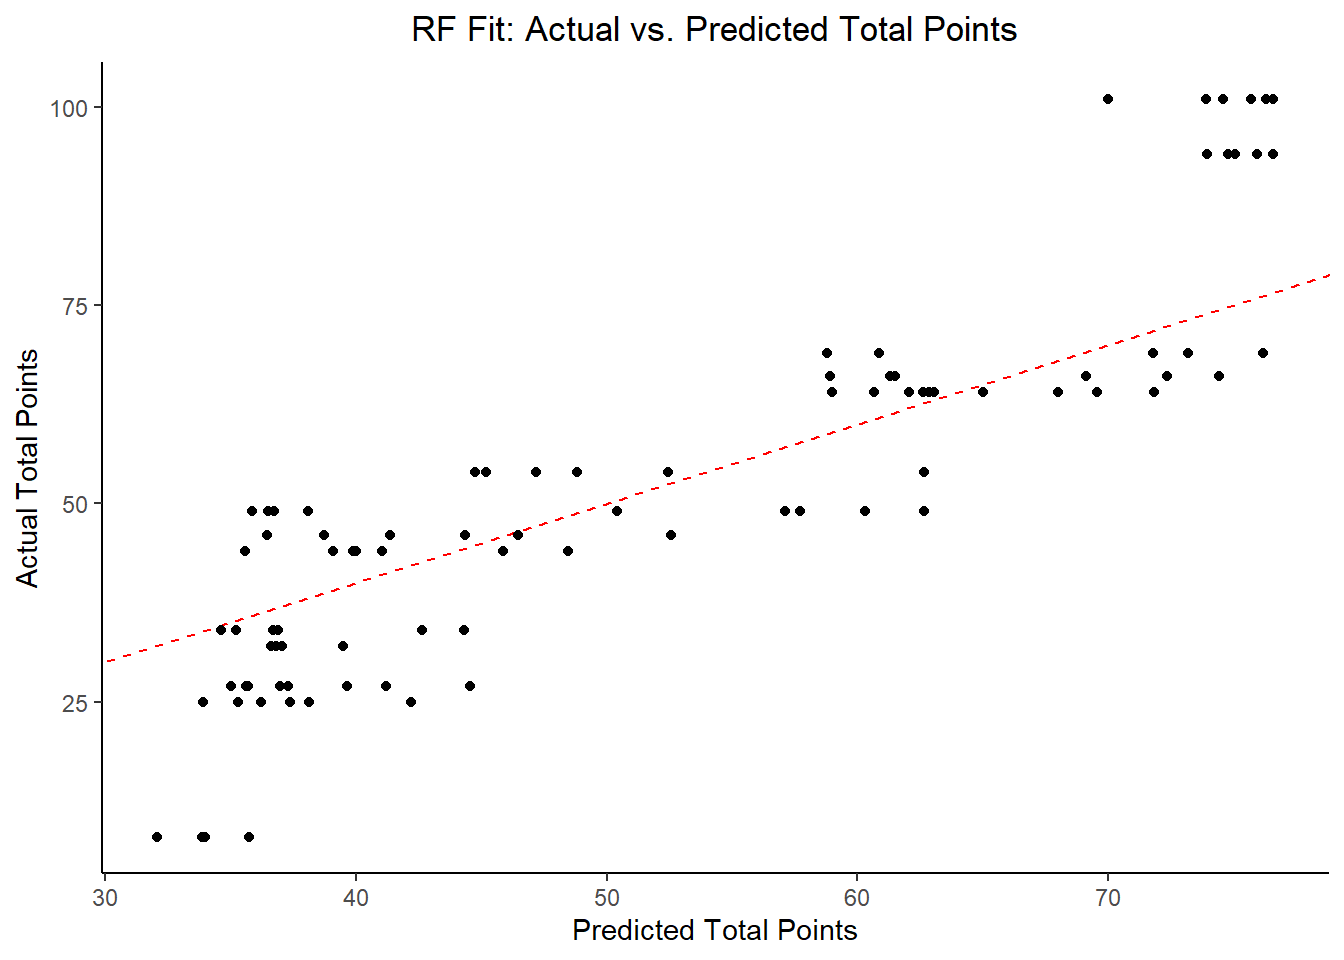 RF Fit: Actual vs. Predicted Total Points
Actual Total Points
100
75
50
25
30 40 50 60 70
Predicted Total Points